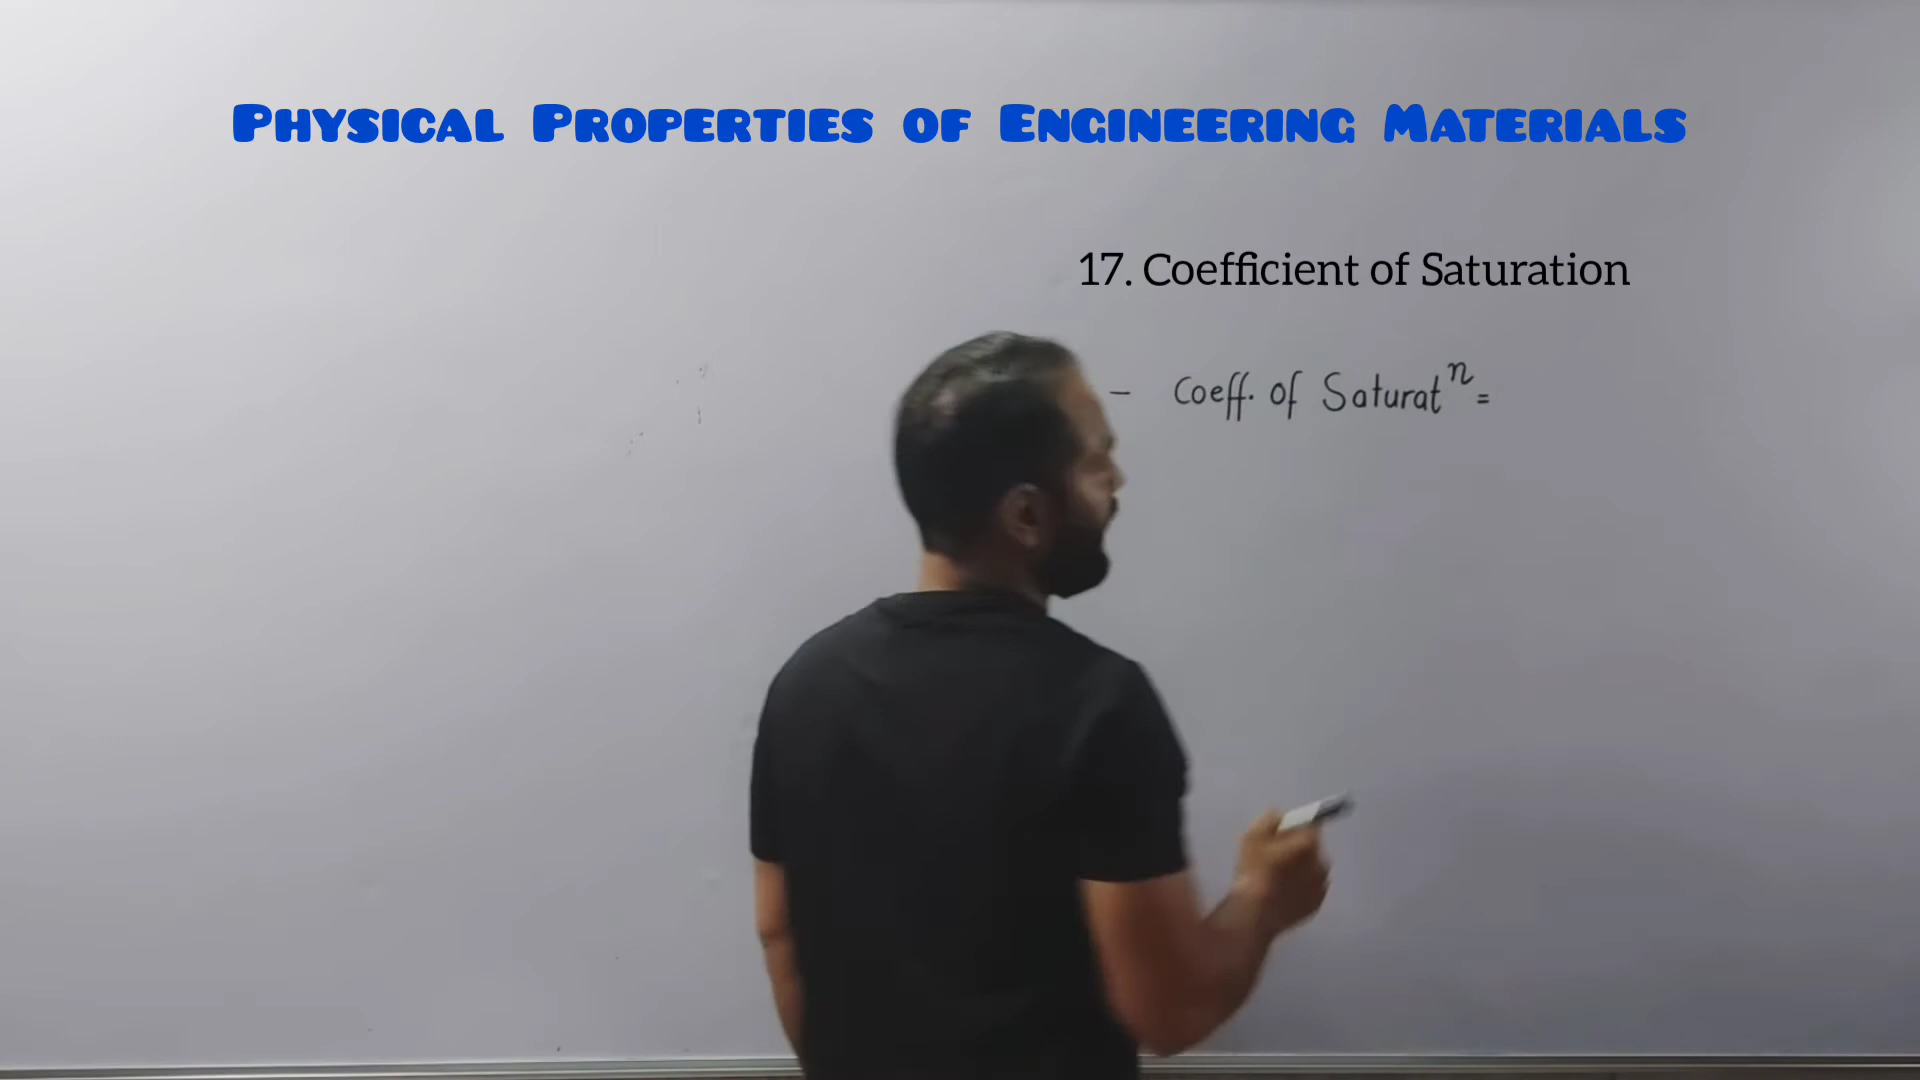 Physical Properties of Engineering Materials
17. Coefficient of Saturation
- Coeff. of Saturatⁿ =